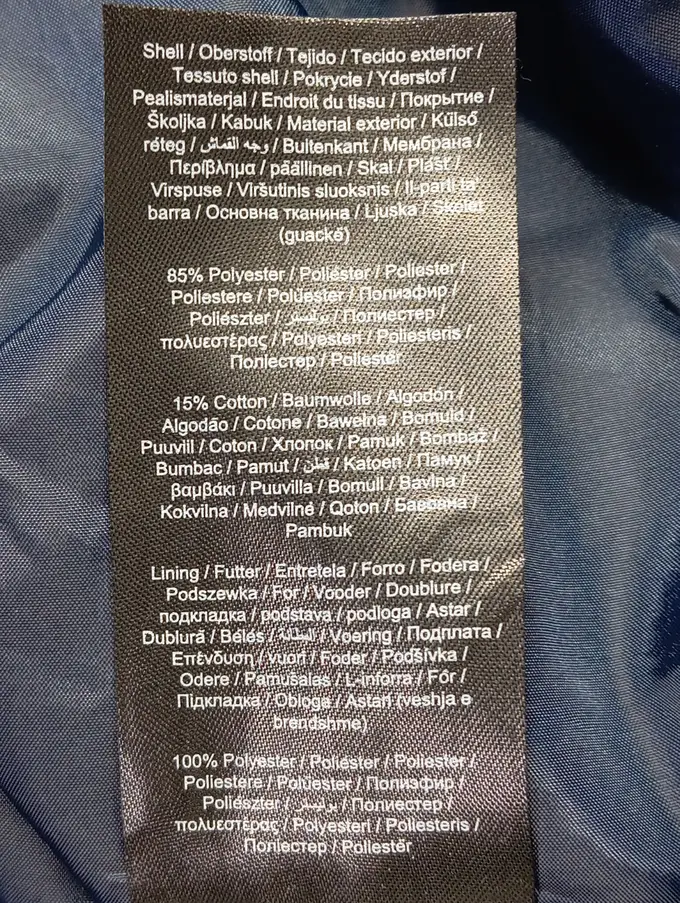 Shell / Oberstoff / Tejido / Tecido exterior /
Tessuto shell / Pokrycie / Yderstof /
Pealismaterjal / Endroit du tissu / Покрытие /
Školjka / Kabuk / Material exterior / Külső
réteg / وجه القماش / Buitenkant / Мембрана /
Περίβλημα / päällinen / Skal / Plášť /
Virspuse / Viršutinis sluoksnis / Il-parti ta'
barra / Основна тканина / Ljuska / Skelet
(guackë)
85% Polyester / Poliéster / Poliester /
Poliestere / Polüester / Полиэфир /
Poliészter / بوليستر / Полиестер /
πολυεστέρας / Polyesteri / Poliesteris /
Поліестер / Poliestër
15% Cotton / Baumwolle / Algodón /
Algodão / Cotone / Bawełna / Bomuld /
Puuviill / Coton / Хлопок / Pamuk / Bombaž /
Bumbac / Pamut / قطن / Katoen / Памук /
βαμβάκι / Puuvilla / Bomull / Bavlna /
Kokvilna / Medvilnė / Qoton / Бавовна /
Pambuk
Lining / Futter / Entretela / Forro / Fodera /
Podszewka / For / Vooder / Doublure /
подкладка / podstava / podloga / Astar /
Dublură / Bélés / البطانة / Voering / Подплата /
Επένδυση / vuori / Foder / Podšívka /
Odere / Pamušalas / L-inforra / Fór /
Підкладка / Obloga / Astari (veshja e
brendshme)
100% Polyester / Poliéster / Poliester /
Poliestere / Polüester / Полиэфир /
Poliészter / بوليستر / Полиестер /
πολυεστέρας / Polyesteri / Poliesteris /
Поліестер / Poliestër